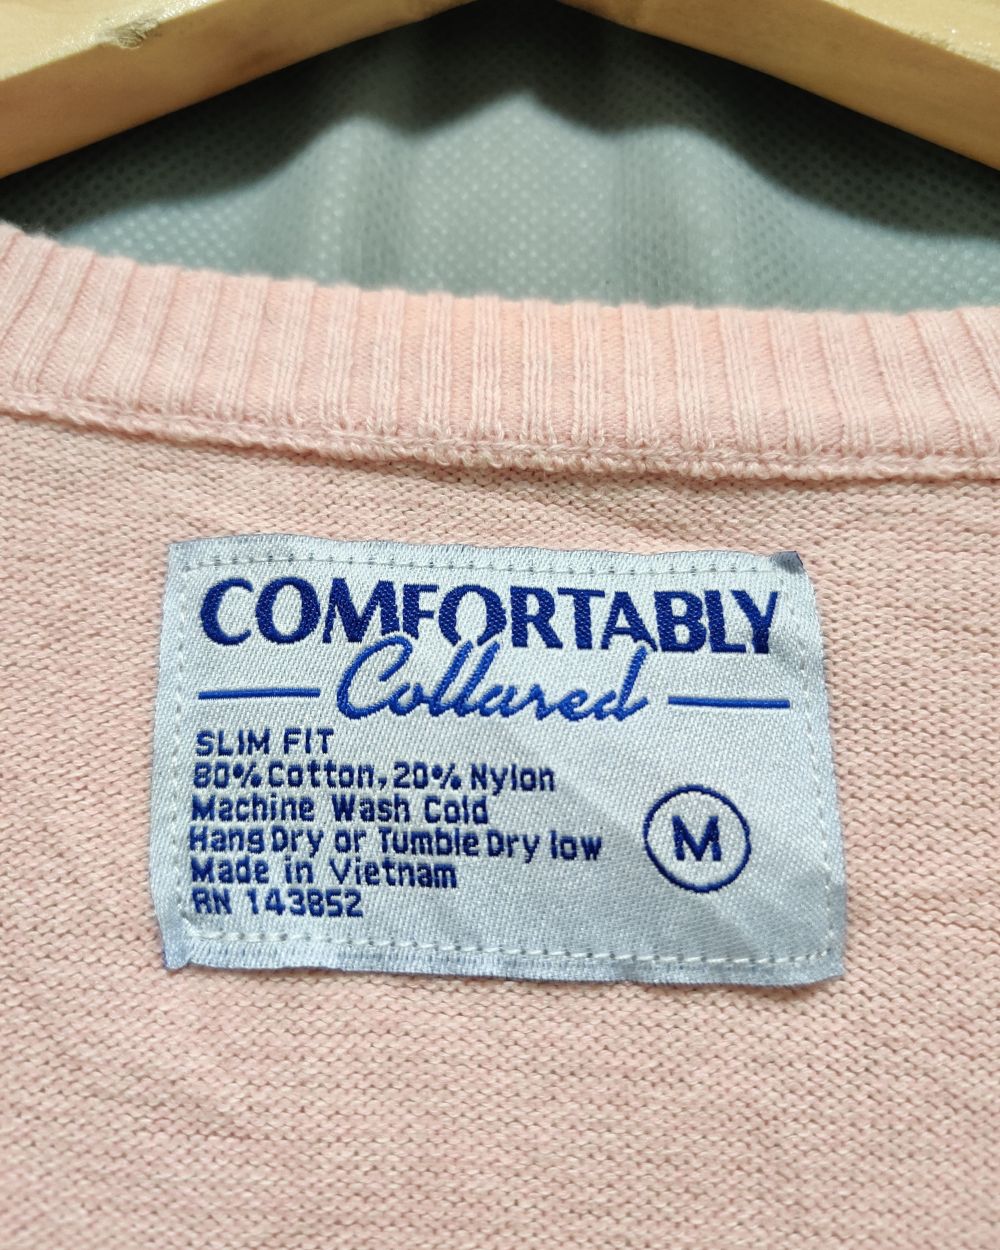 COMFORTABLY
Collared
SLIM FIT
80% Cotton, 20% Nylon
Machine Wash Cold
Hang Dry or Tumble Dry low
Made in Vietnam
RN 143852
M